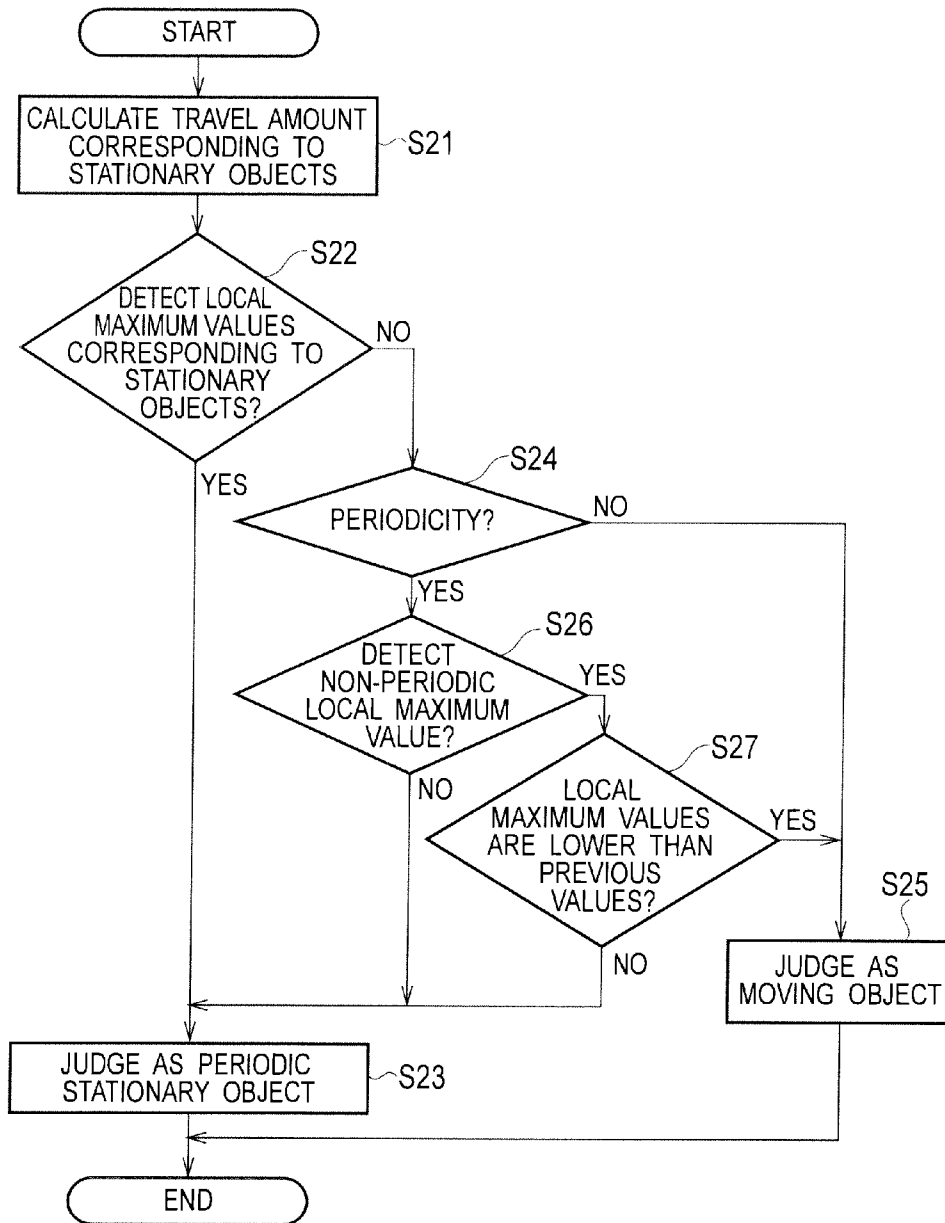 START
CALCULATE TRAVEL AMOUNT
CORRESPONDING TO
STATIONARY OBJECTS
S21
S22
DETECT LOCAL
MAXIMUM VALUES
CORRESPONDING TO
STATIONARY
OBJECTS?
NO
YES
S24
PERIODICITY?
NO
YES
S26
DETECT
NON-PERIODIC
LOCAL MAXIMUM
VALUE?
YES
NO
S27
LOCAL
MAXIMUM VALUES
ARE LOWER THAN
PREVIOUS
VALUES?
YES
NO
S25
JUDGE AS
MOVING OBJECT
JUDGE AS PERIODIC
STATIONARY OBJECT
S23
END